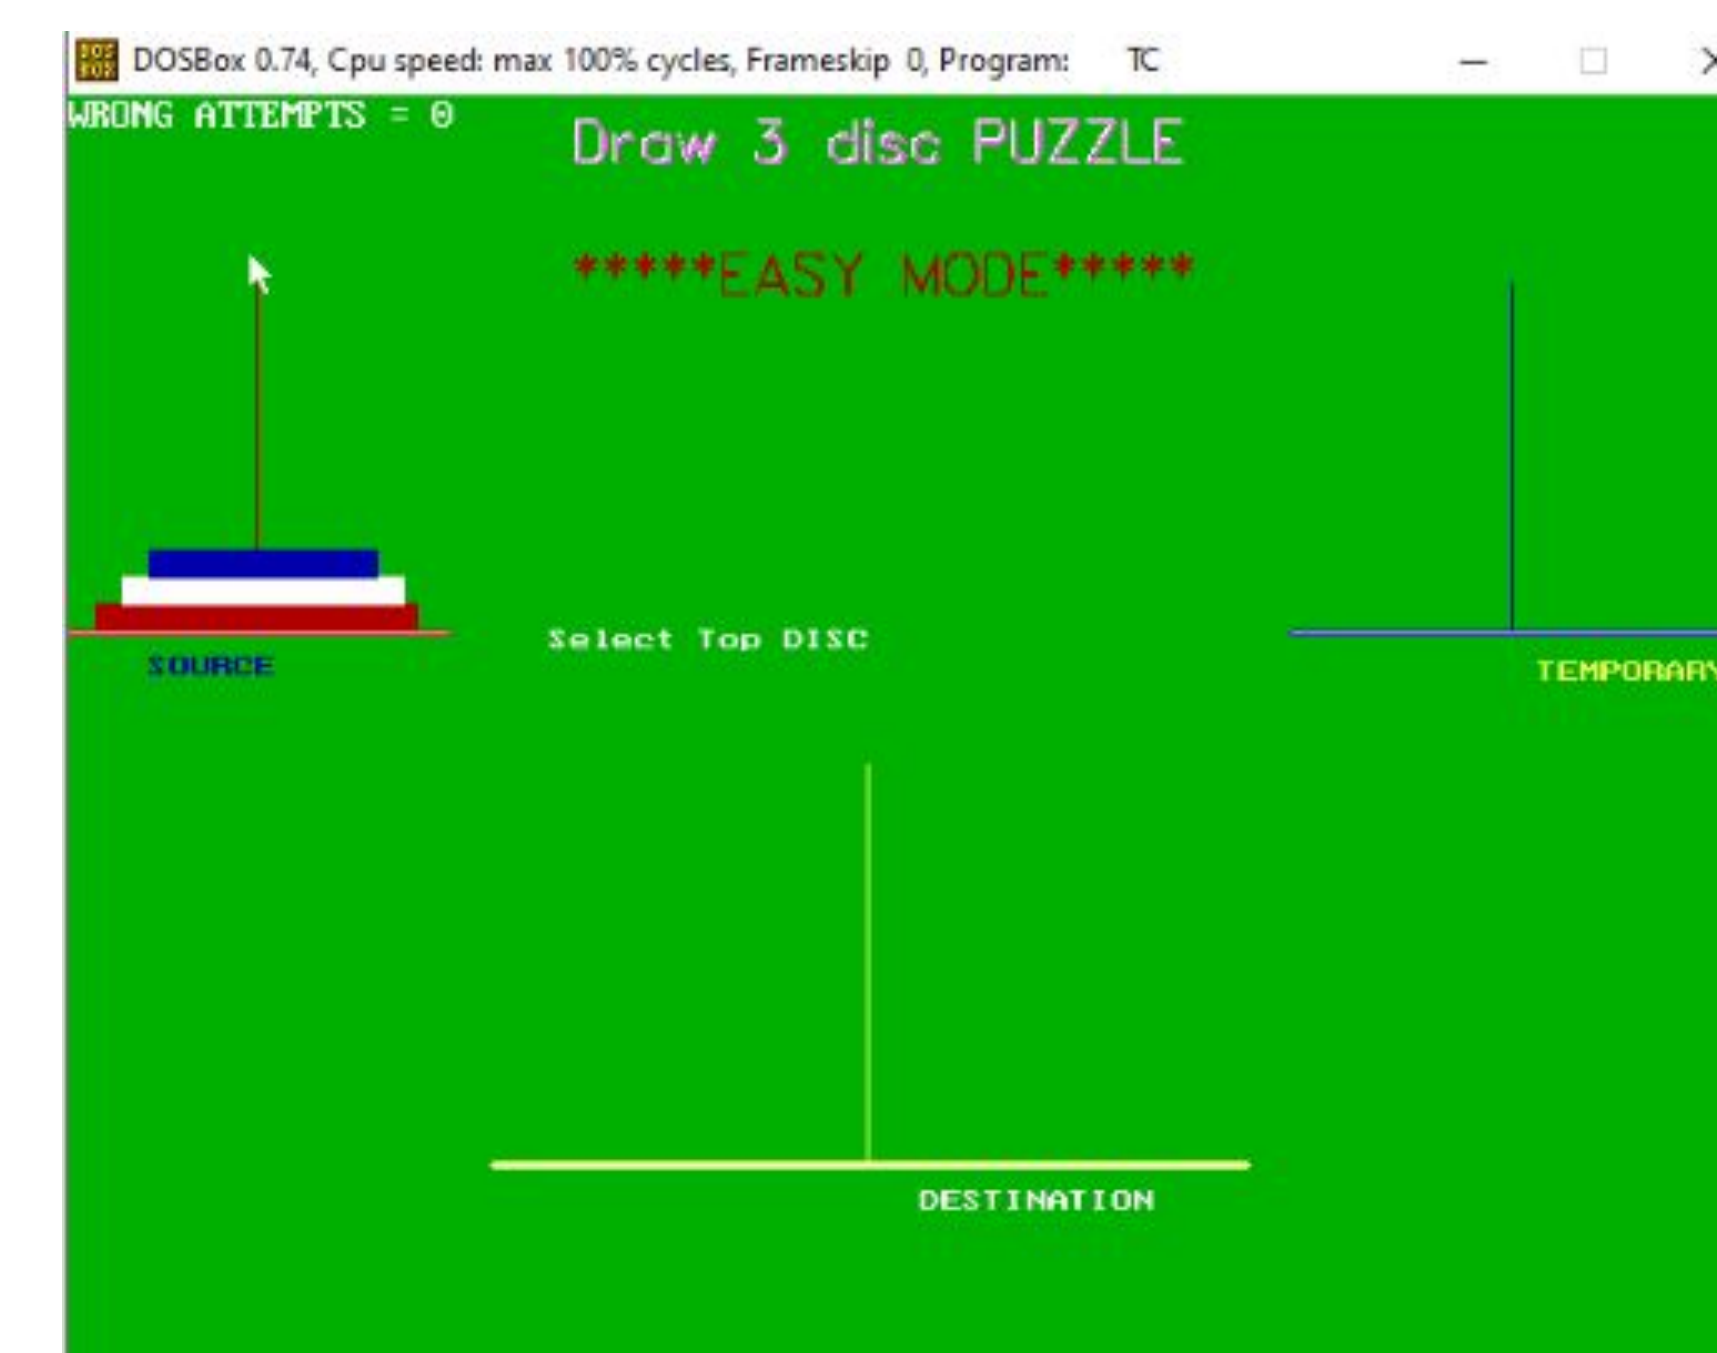 DOSBox 0.74, Cpu speed: max 100% cycles, Frameskip 0, Program: TC
WRONG ATTEMPTS = 0
Draw 3 disc PUZZLE
*****EASY MODE*****
Select Top DISC
SOURCE
TEMPORARY
DESTINATION